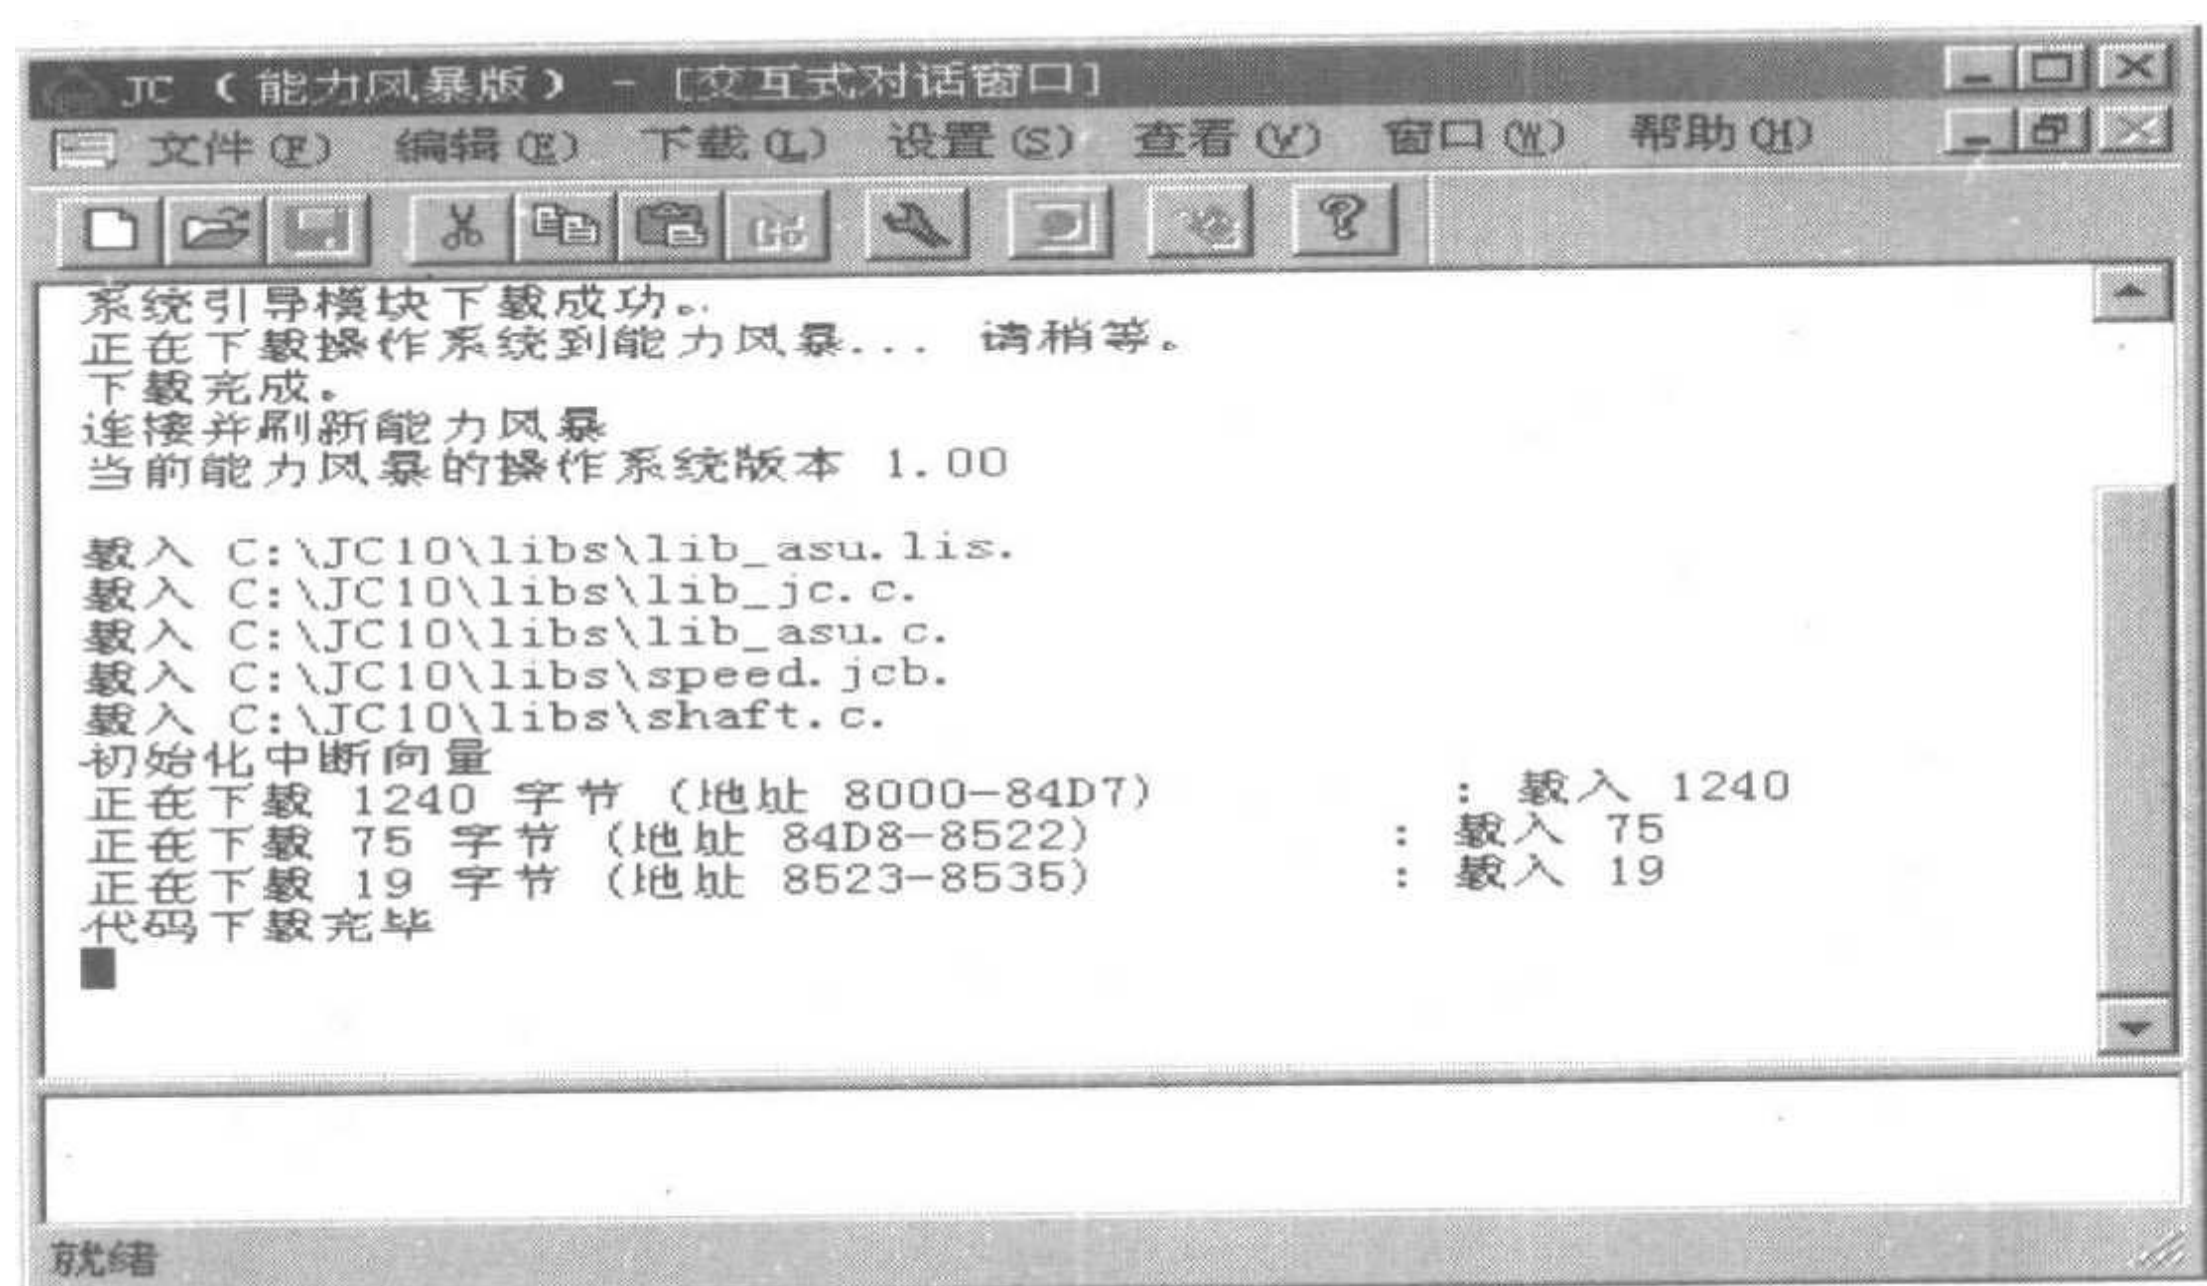 JC (能力风暴版) - [交互式对话窗口]
文件(F) 编辑(E) 下载(L) 设置(S) 查看(V) 窗口(W) 帮助(H)
系统引导模块下载成功。
正在下载操作系统到能力风暴... 请稍等。
下载完成。
连接并刷新能力风暴
当前能力风暴的操作系统版本 1.00
载入 C:\JC10\libs\lib_asu.lis.
载入 C:\JC10\libs\lib_jc.c.
载入 C:\JC10\libs\lib_asu.c.
载入 C:\JC10\libs\speed.jcb.
载入 C:\JC10\libs\shaft.c.
初始化中断向量
正在下载 1240 字节 (地址 8000-84D7) : 载入 1240
正在下载 75 字节 (地址 84D8-8522) : 载入 75
正在下载 19 字节 (地址 8523-8535) : 载入 19
代码下载完毕
就绪